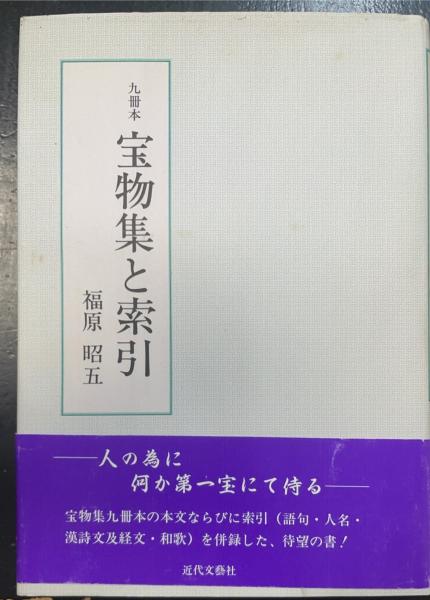 九冊本
宝物集と索引
福原 昭五
――人の為に
何か第一宝にて侍る――
宝物集九冊本の本文ならびに索引（語句・人名・
漢詩文及経文・和歌）を併録した、待望の書！
近代文藝社